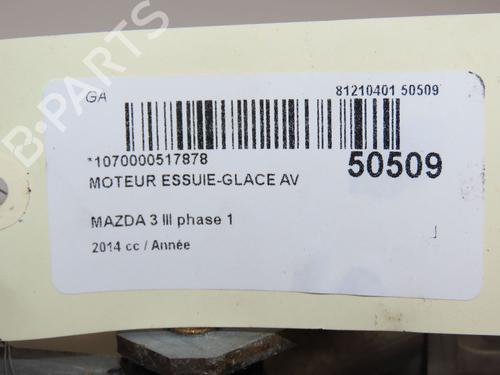 B-PARTS
GA
81210401 50509
*1070000517878
50509
MOTEUR ESSUIE-GLACE AV
MAZDA 3 III phase 1
2014 cc / Année